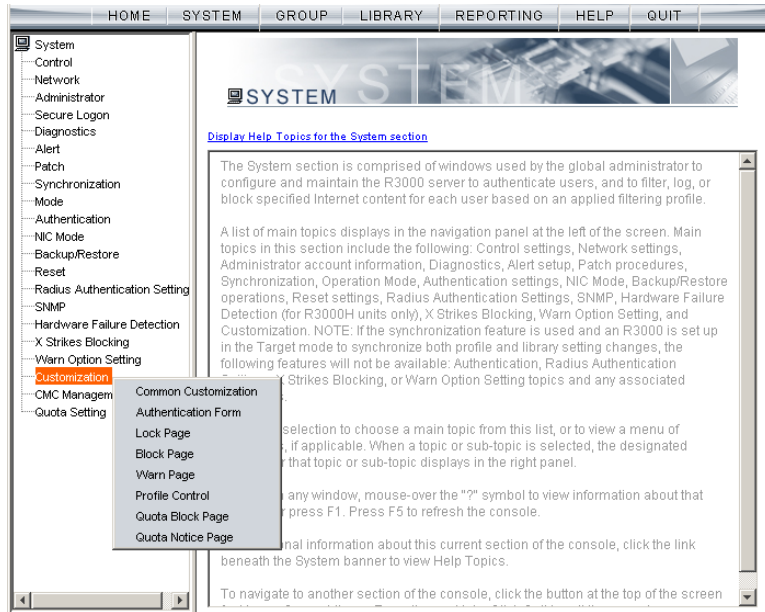 HOME SYSTEM GROUP LIBRARY REPORTING HELP QUIT
System
Control
Network
Administrator
Secure Logon
Diagnostics
Alert
Patch
Synchronization
Mode
Authentication
NIC Mode
Backup/Restore
Reset
Radius Authentication Setting
SNMP
Hardware Failure Detection
X Strikes Blocking
Warn Option Setting
Customization
CMC Managem
Quota Setting
Common Customization
Authentication Form
Lock Page
Block Page
Warn Page
Profile Control
Quota Block Page
Quota Notice Page
SYSTEM
SYSTEM
Display Help Topics for the System section
The System section is comprised of windows used by the global administrator to
configure and maintain the R3000 server to authenticate users, and to filter, log, or
block specified Internet content for each user based on an applied filtering profile.
A list of main topics displays in the navigation panel at the left of the screen. Main
topics in this section include the following: Control settings, Network settings,
Administrator account information, Diagnostics, Alert setup, Patch procedures,
Synchronization, Operation Mode, Authentication settings, NIC Mode, Backup/Restore
operations, Reset settings, Radius Authentication Settings, SNMP, Hardware Failure
Detection (for R3000H units only), X Strikes Blocking, Warn Option Setting, and
Customization. NOTE: If the synchronization feature is used and an R3000 is set up
in the Target mode to synchronize both profile and library setting changes, the
following features will not be available: Authentication, Radius Authentication
X Strikes Blocking, or Warn Option Setting topics and any associated
selection to choose a main topic from this list, or to view a menu of
, if applicable. When a topic or sub-topic is selected, the designated
that topic or sub-topic displays in the right panel.
any window, mouse-over the "?" symbol to view information about that
press F1. Press F5 to refresh the console.
information about this current section of the console, click the link
beneath the System banner to view Help Topics.
To navigate to another section of the console, click the button at the top of the screen